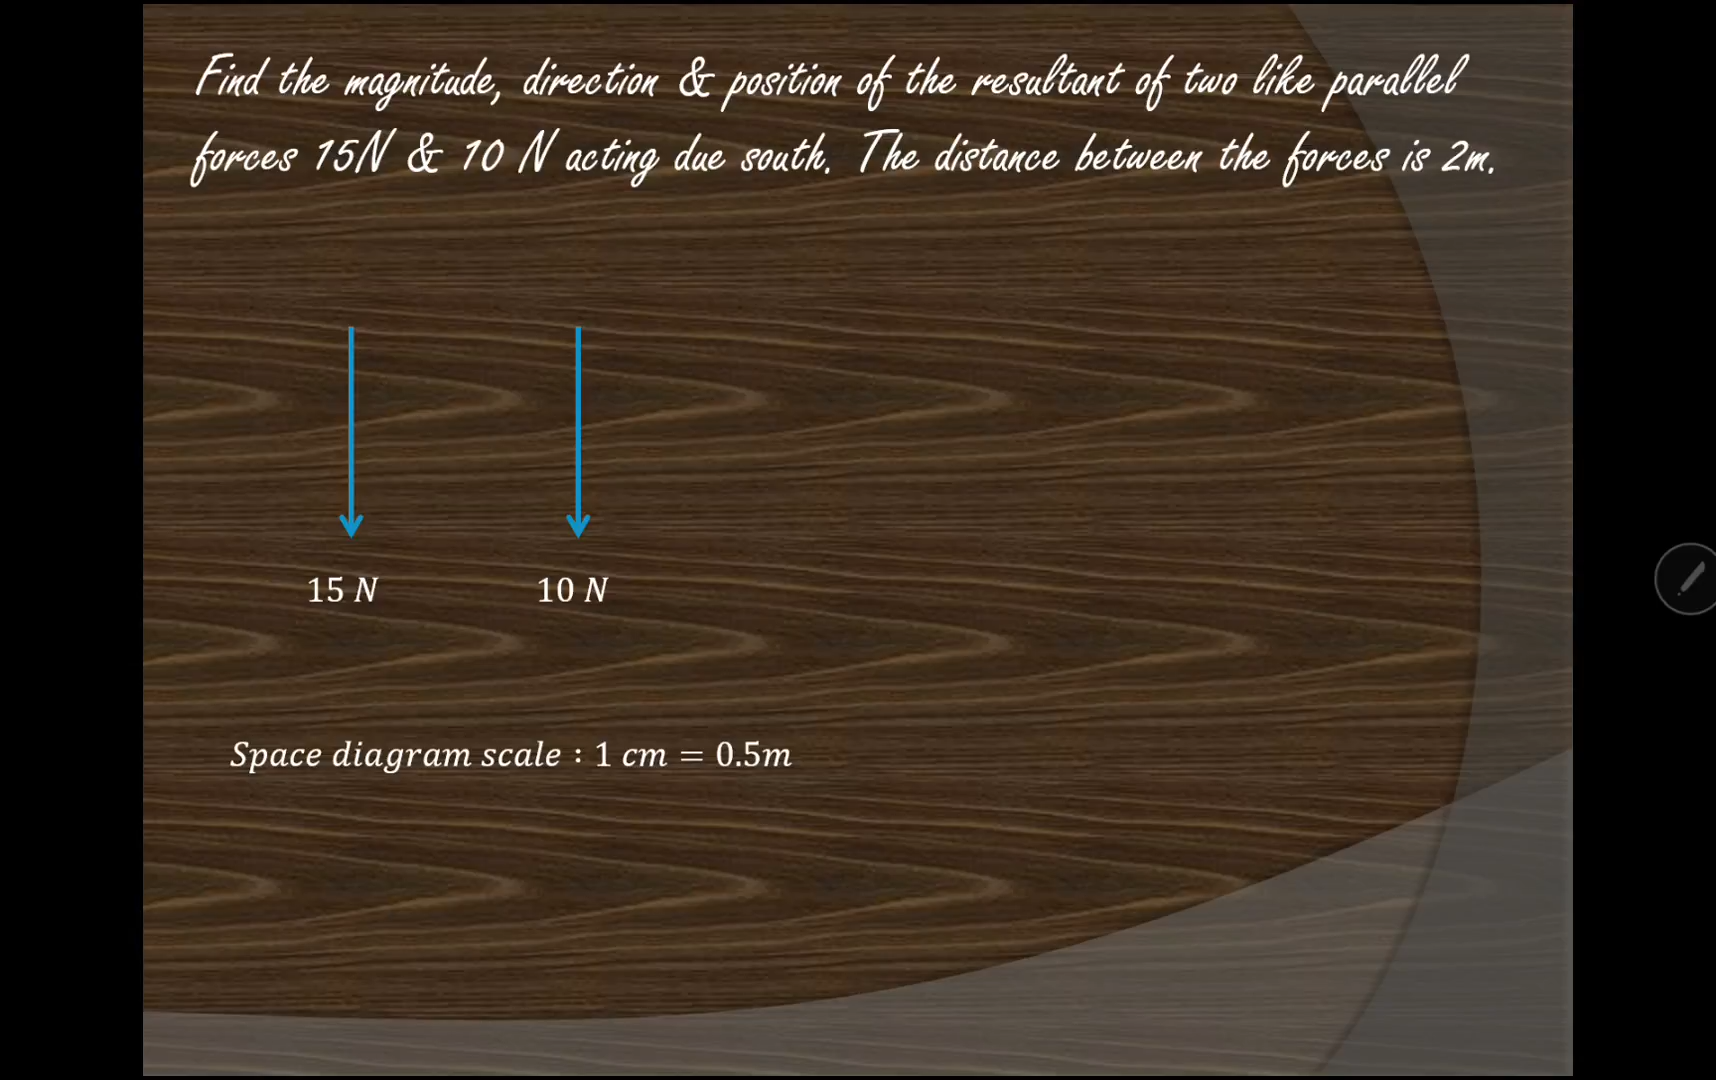 Find the magnitude, direction & position of the resultant of two like parallel
forces 15N & 10 N acting due south. The distance between the forces is 2m.
15 N
10 N
Space diagram scale : 1 cm = 0.5m